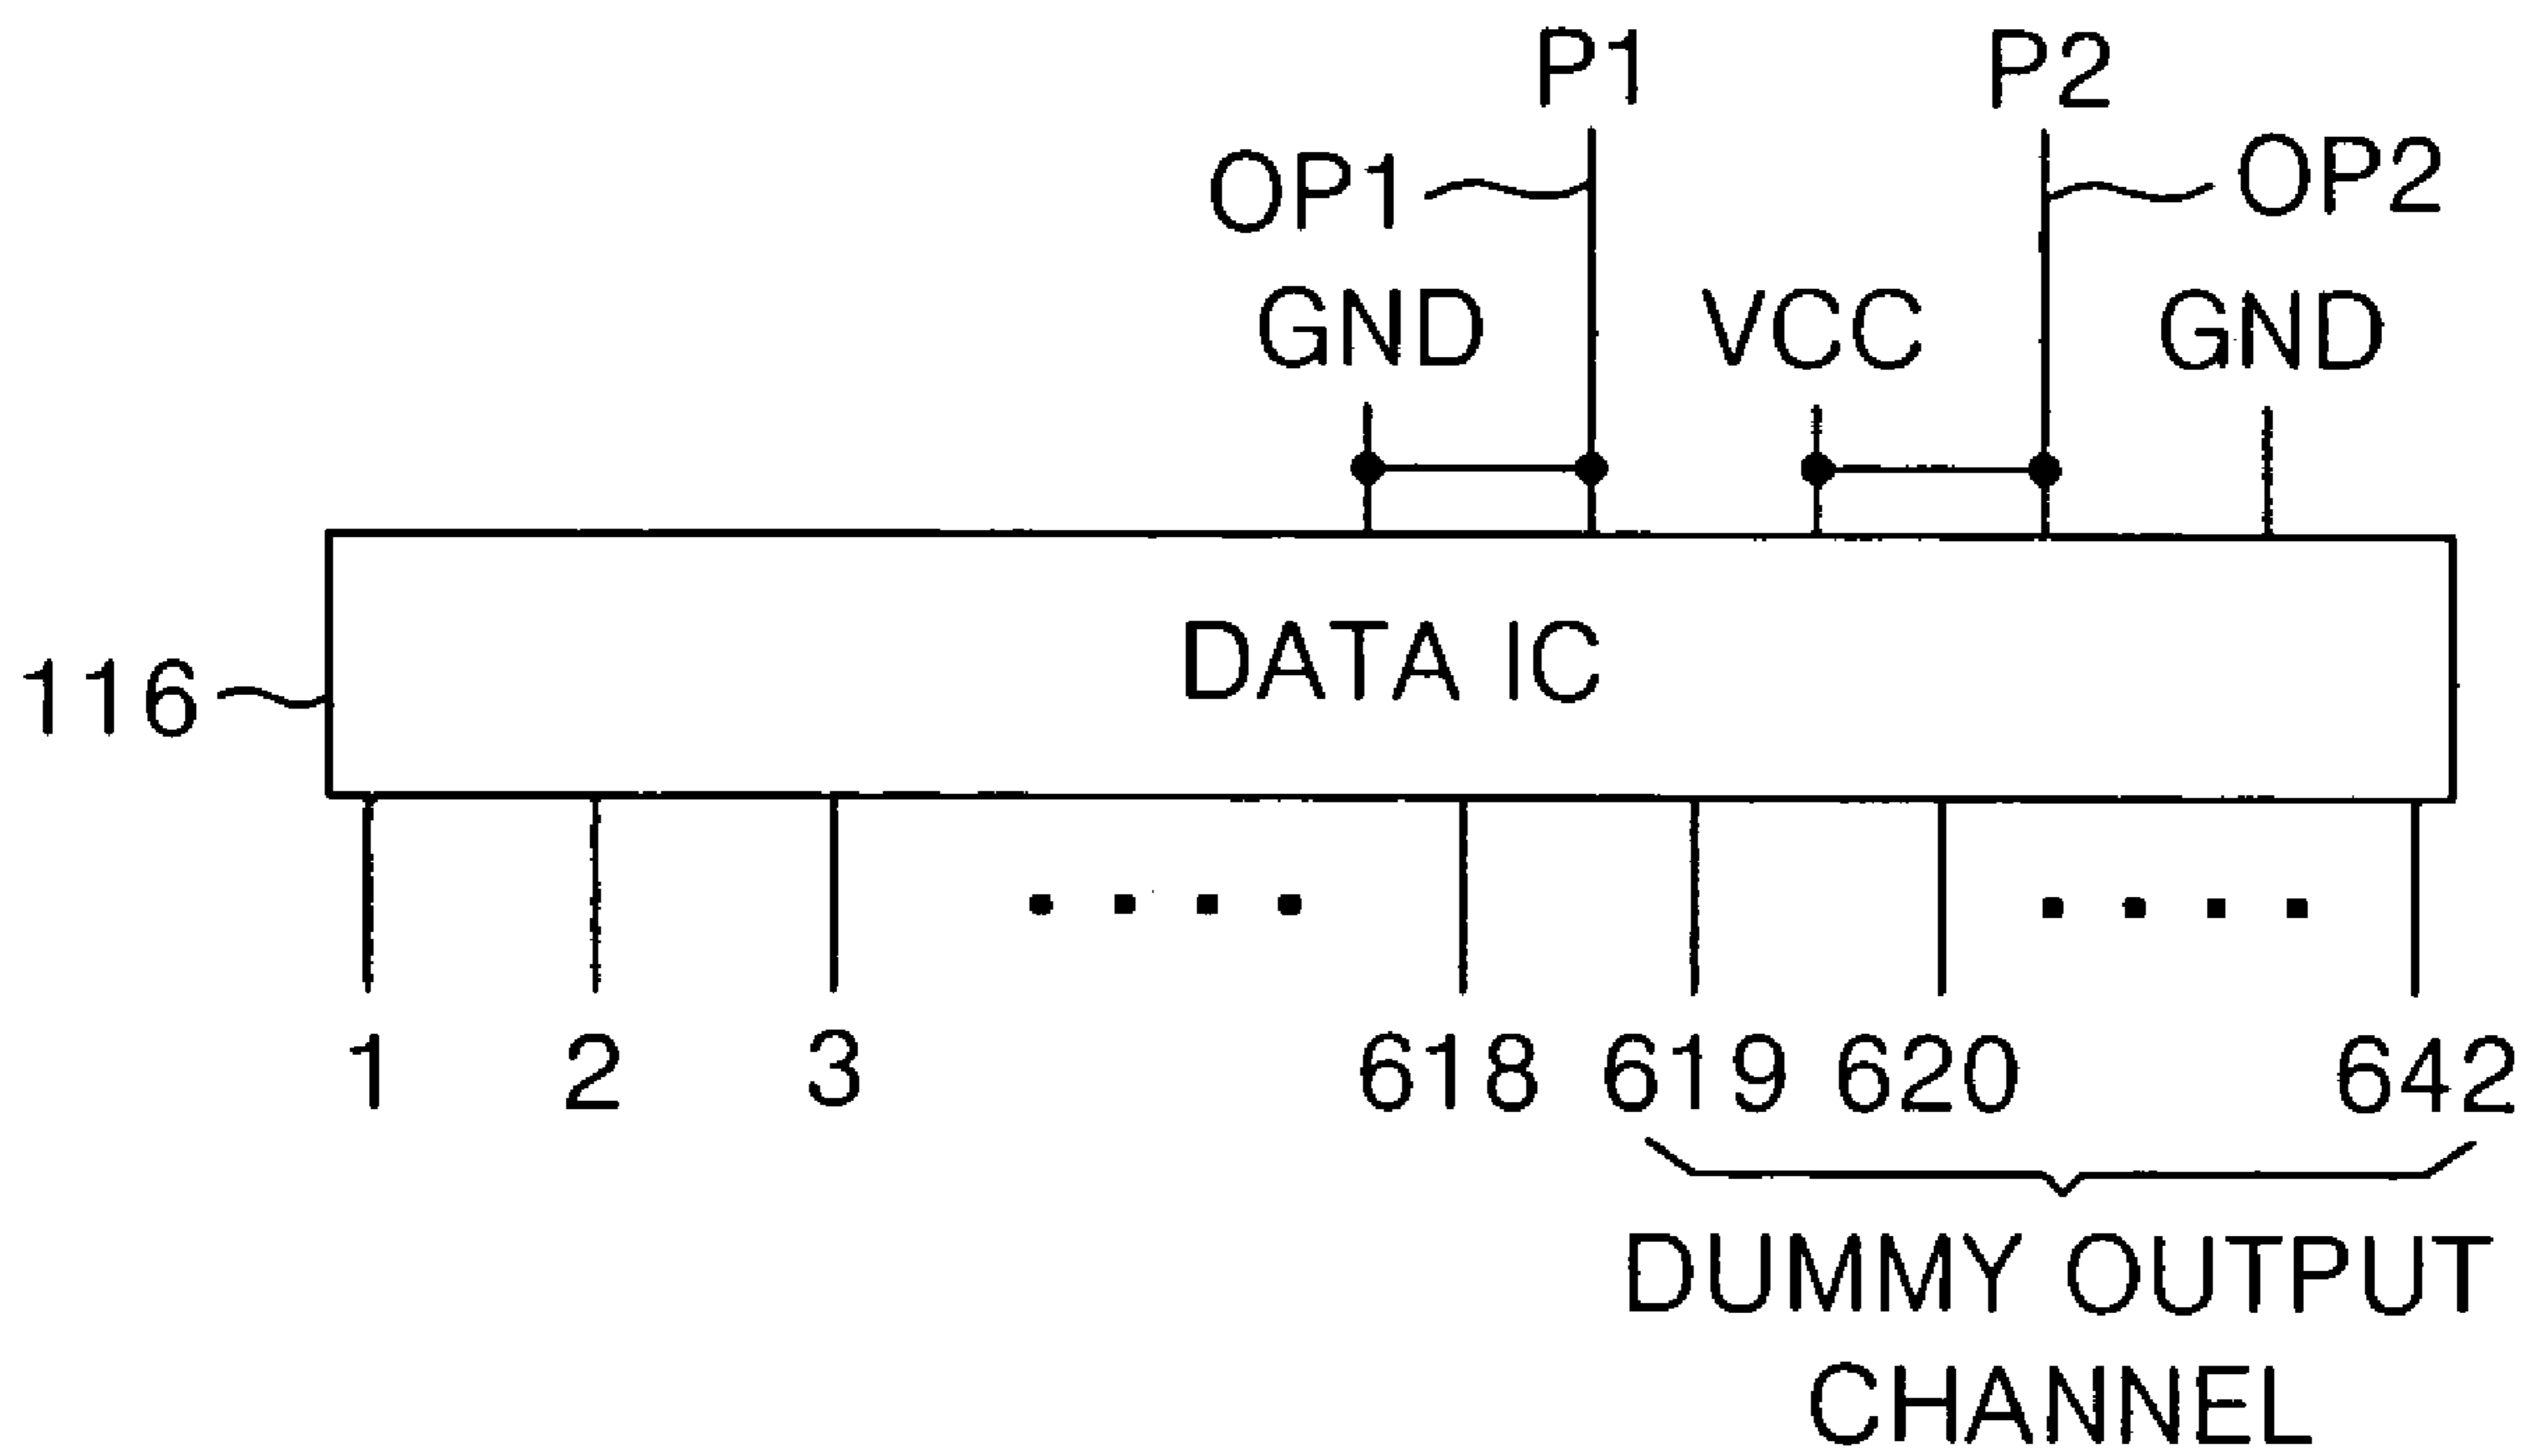 P1
P2
OP1
OP2
GND
VCC
GND
DATA IC
116
1
2
3
618
619
620
642
DUMMY OUTPUT
CHANNEL